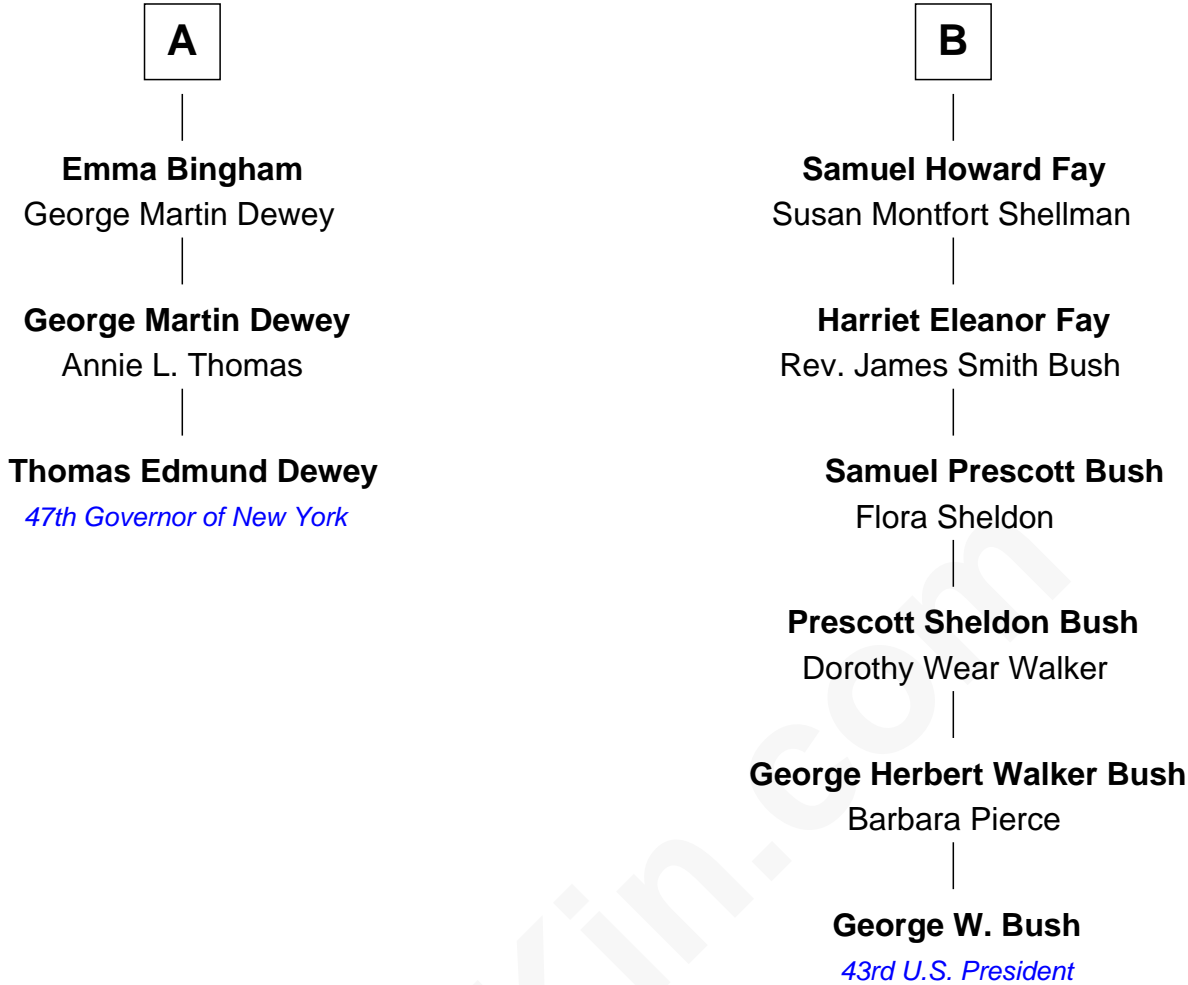 A
Emma Bingham
George Martin Dewey
George Martin Dewey
Annie L. Thomas
Thomas Edmund Dewey
47th Governor of New York
B
Samuel Howard Fay
Susan Montfort Shellman
Harriet Eleanor Fay
Rev. James Smith Bush
Samuel Prescott Bush
Flora Sheldon
Prescott Sheldon Bush
Dorothy Wear Walker
George Herbert Walker Bush
Barbara Pierce
George W. Bush
43rd U.S. President
Kin.com